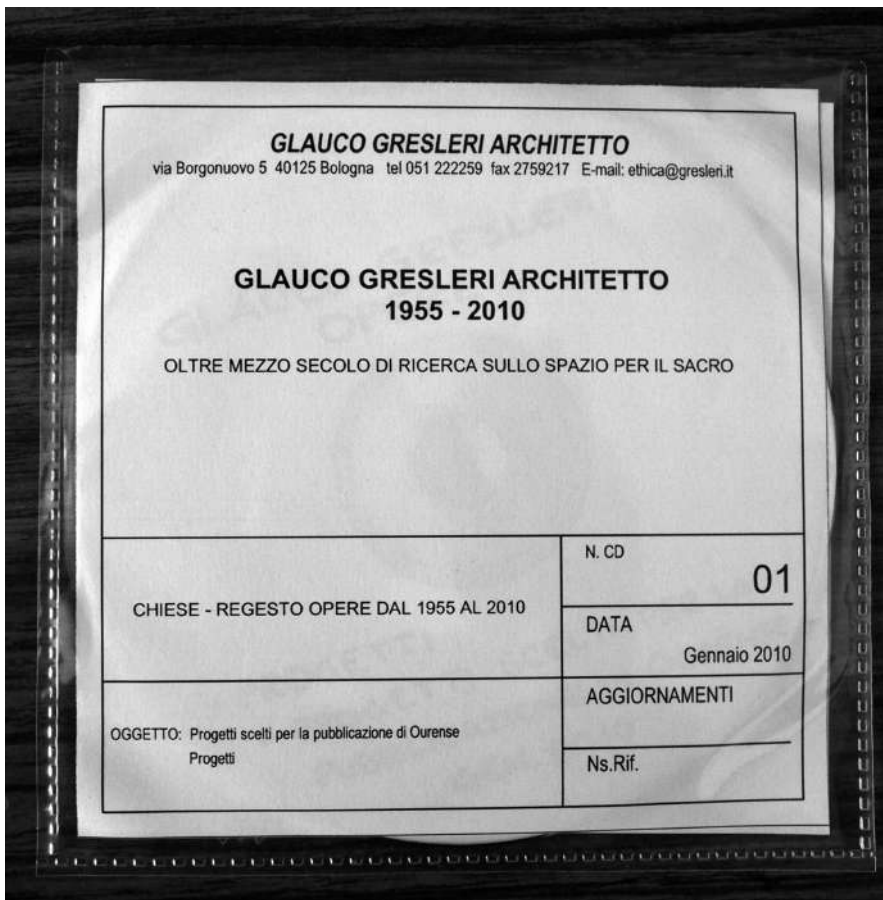 GLAUCO GRESLERI ARCHITETTO
via Borgonuovo 5 40125 Bologna tel 051 222259 fax 2759217 E-mail: ethica@gresleri.it
GLAUCO GRESLERI ARCHITETTO
1955 - 2010
OLTRE MEZZO SECOLO DI RICERCA SULLO SPAZIO PER IL SACRO
CHIESE - REGESTO OPERE DAL 1955 AL 2010
N. CD
01
DATA
Gennaio 2010
OGGETTO: Progetti scelti per la pubblicazione di Ourense
Progetti
AGGIORNAMENTI
Ns.Rif.